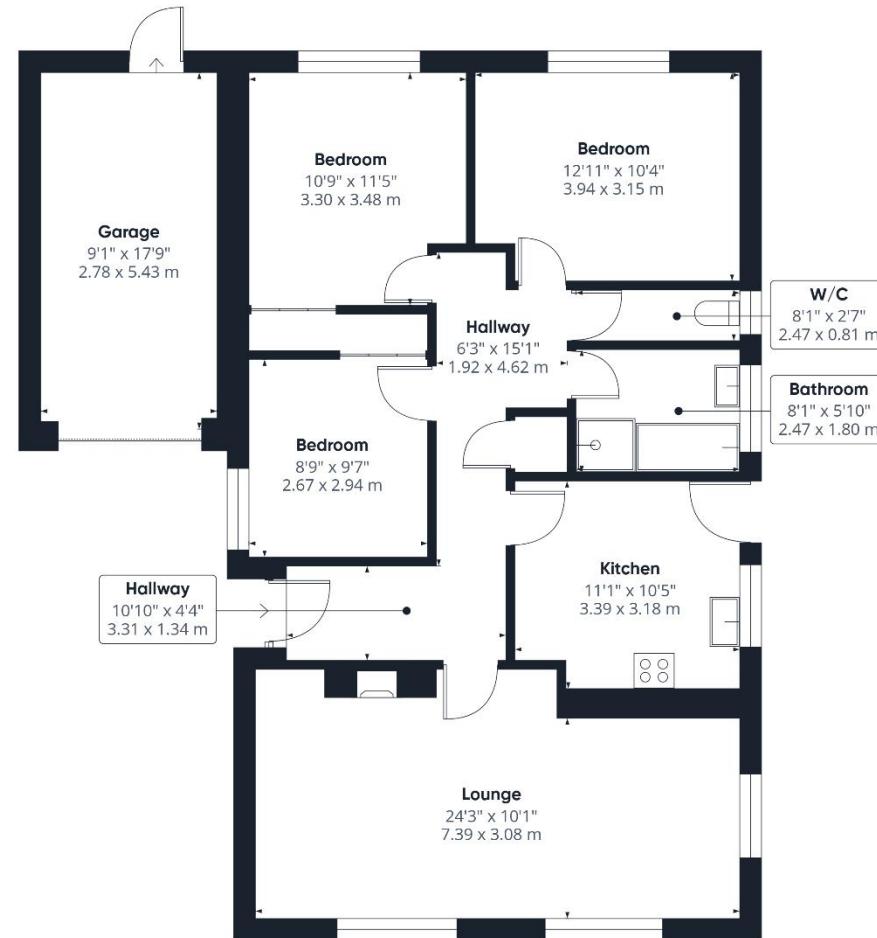 Bedroom
10'9" x 11'5"
3.30 x 3.48 m
Bedroom
12'11" x 10'4"
3.94 x 3.15 m
Garage
9'1" x 17'9"
2.78 x 5.43 m
W/C
8'1" x 2'7"
2.47 x 0.81 m
Hallway
6'3" x 15'1"
1.92 x 4.62 m
Bathroom
8'1" x 5'10"
2.47 x 1.80 m
Bedroom
8'9" x 9'7"
2.67 x 2.94 m
Kitchen
11'1" x 10'5"
3.39 x 3.18 m
Hallway
10'10" x 4'4"
3.31 x 1.34 m
Lounge
24'3" x 10'1"
7.39 x 3.08 m